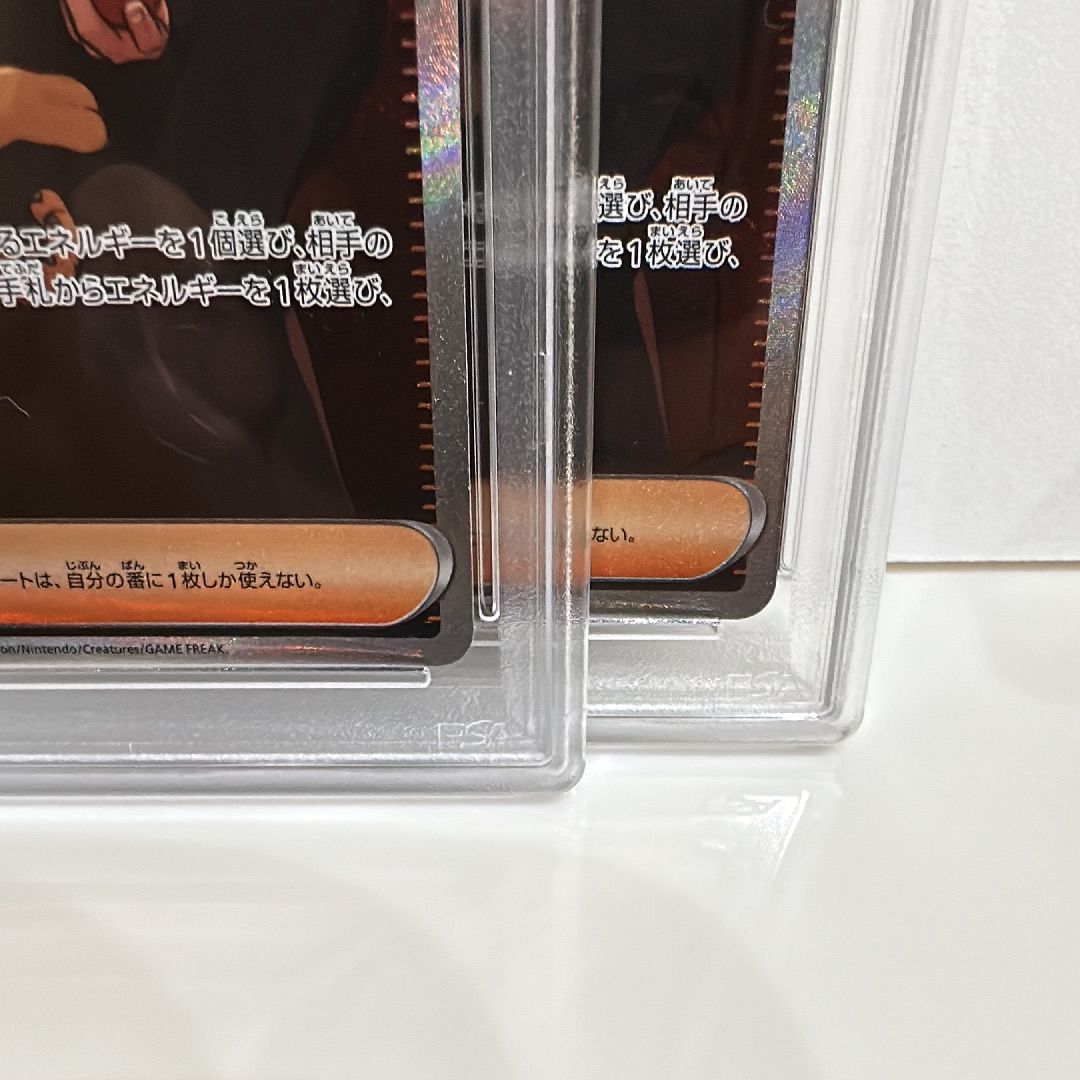 るエネルギーを1個選び、相手の
手札からエネルギーを1枚選び、
ートは、自分の番に1枚しか使えない。
on/Nintendo/Creatures/GAME FREAK.
PSA
選び、相手の
を1枚選び、
ない。